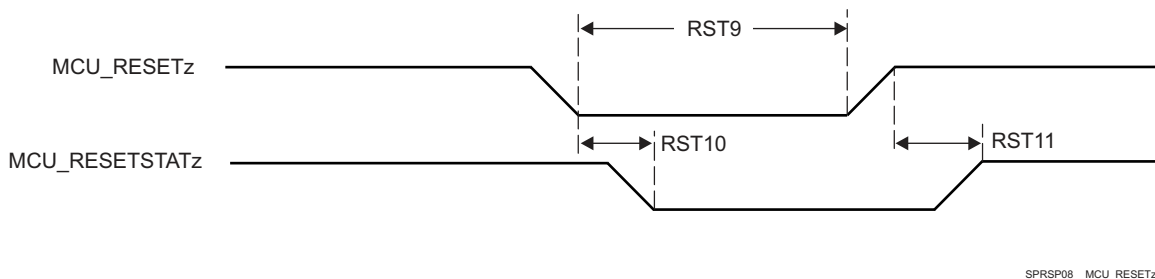 RST9
MCU_RESETz
RST10
RST11
MCU_RESETSTATz
SPRSP08_MCU_RESETz